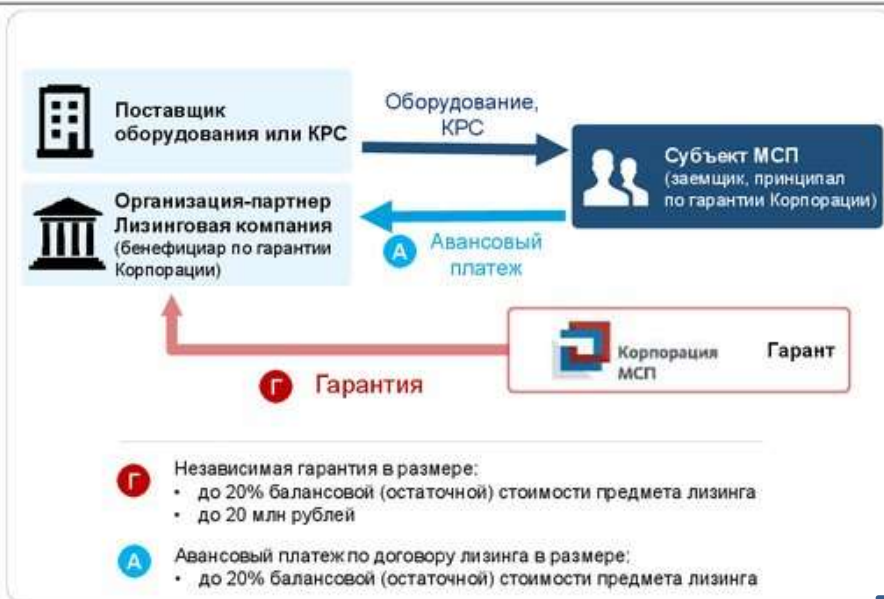 Поставщик
оборудования или КРС
Оборудование,
КРС
Субъект МСП
(заемщик, принципал
по гарантии Корпорации)
Организация-партнер
Лизинговая компания
(бенефициар по гарантии
Корпорации)
А Авансовый
платеж
Корпорация
МСП
Гарант
Г Гарантия
Г Независимая гарантия в размере:
• до 20% балансовой (остаточной) стоимости предмета лизинга
• до 20 млн рублей
А Авансовый платеж по договору лизинга в размере:
• до 20% балансовой (остаточной) стоимости предмета лизинга